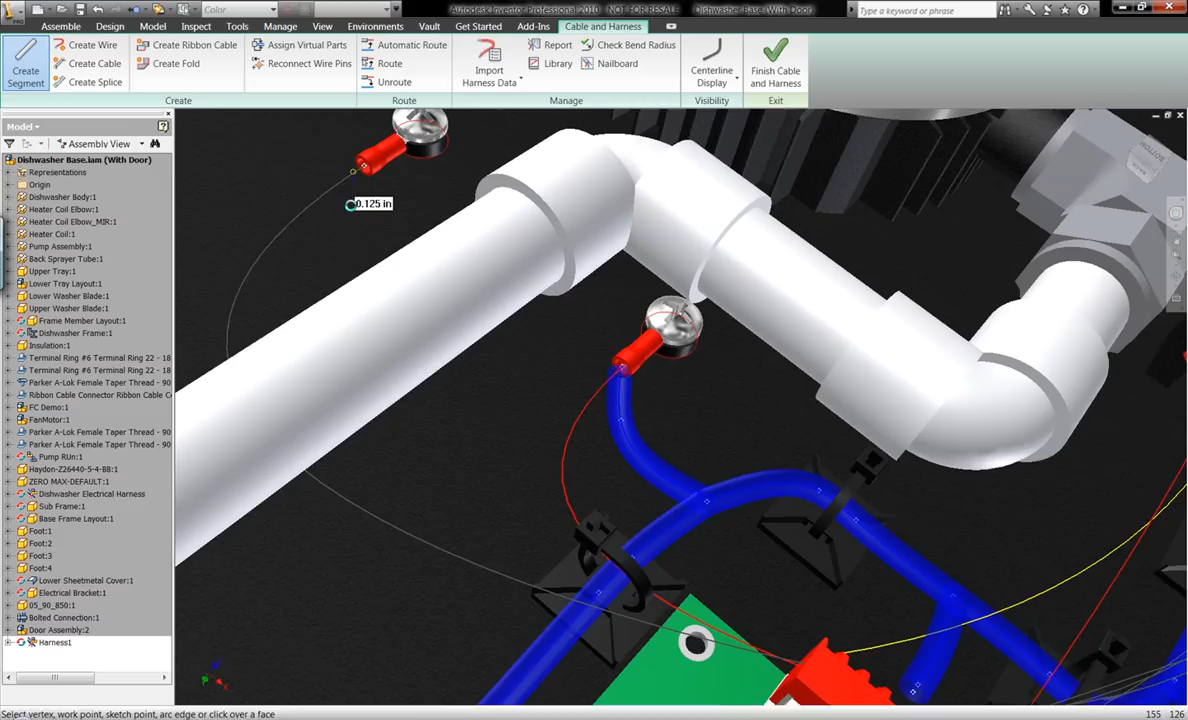 PRO
Color
Autodesk Inventor Professional 2010 - NOT FOR RESALE Dishwasher Base (With Door)
Type a keyword or phrase
Assembly Design Model Inspect Tools Manage View Environments Vault Get Started Add-Ins Cable and Harness
Create Segment
Create Wire
Create Cable
Create Splice
Create Ribbon Cable
Create Fold
Assign Virtual Parts
Reconnect Wire Pins
Automatic Route
Route
Unroute
Import Harness Data
Report
Library
Check Bend Radius
Nailboard
Centerline Display
Finish Cable and Harness
Create Route Manage Visibility Exit
Model
Assembly View
Dishwasher Base.iam (With Door)
Representations
Origin
Dishwasher Body:1
Heater Coil Elbow:1
Heater Coil Elbow_MIR:1
Heater Coil:1
Pump Assembly:1
Back Sprayer Tube:1
Upper Tray:1
Lower Tray Layout:1
Lower Washer Blade:1
Upper Washer Blade:1
Frame Member Layout:1
Dishwasher Frame:1
Insulation:1
Terminal Ring #6 Terminal Ring 22 - 18
Terminal Ring #6 Terminal Ring 22 - 18
Parker A-Lok Female Taper Thread - 90
Ribbon Cable Connector Ribbon Cable C
FC Demo:1
FanMotor:1
Parker A-Lok Female Taper Thread - 90
Parker A-Lok Female Taper Thread - 90
Pump RUn:1
Haydon-Z26440-5-4-BB:1
ZERO MAX-DEFAULT:1
Dishwasher Electrical Harness
Sub Frame:1
Base Frame Layout:1
Foot:1
Foot:2
Foot:3
Foot:4
Lower Sheetmetal Cover:1
Electrical Bracket:1
05_90_850:1
Bolted Connection:1
Door Assembly:2
Harness1
0.125 in
BOTTOM
BACK
Select vertex, work point, sketch point, arc edge or click over a face
155 126